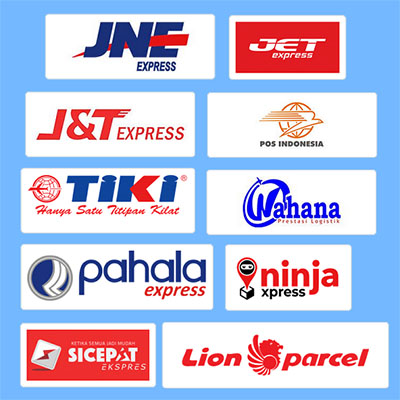 JNE
EXPRESS
JET
express
J&T EXPRESS
POS INDONESIA
TIKI®
Hanya Satu Titipan Kilat
Wahana
Prestasi Logistik
pahala
express
ninja
xpress
KETIKA SEMUA JADI MUDAH
SICEPAT
EKSPRES
Lion parcel